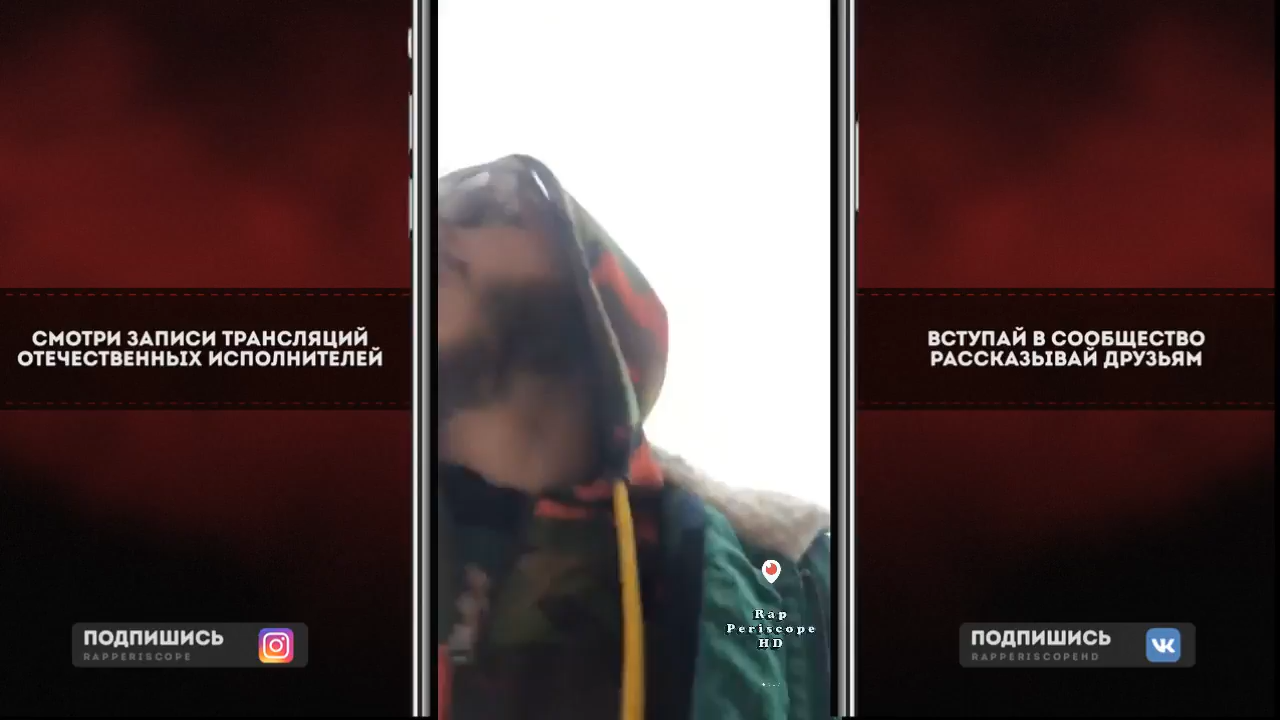 СМОТРИ ЗАПИСИ ТРАНСЛЯЦИЙ
ОТЕЧЕСТВЕННЫХ ИСПОЛНИТЕЛЕЙ
ВСТУПАЙ В СООБЩЕСТВО
РАССКАЗЫВАЙ ДРУЗЬЯМ
Rap
Periscope
HD
ПОДПИШИСЬ
RAPPERISCOPE
ПОДПИШИСЬ
RAPPERISCOPEHD